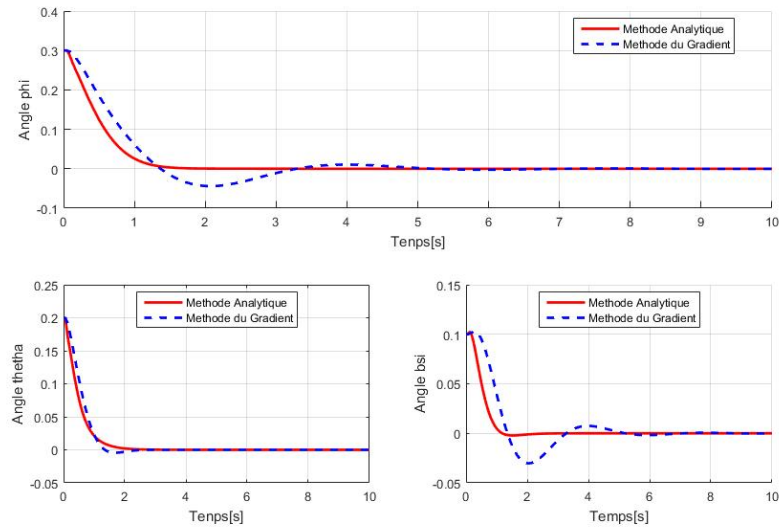 0.4
0.3
0.2
0.1
0
-0.1
Angle phi
Methode Analytique
Methode du Gradient
0 1 2 3 4 5 6 7 8 9 10
Tenps[s]
0.25
0.2
0.15
0.1
0.05
0
-0.05
Angle thetha
Methode Analytique
Methode du Gradient
0 2 4 6 8 10
Tenps[s]
0.15
0.1
0.05
0
-0.05
Angle bsi
Methode Analytique
Methode du Gradient
0 2 4 6 8 10
Temps[s]